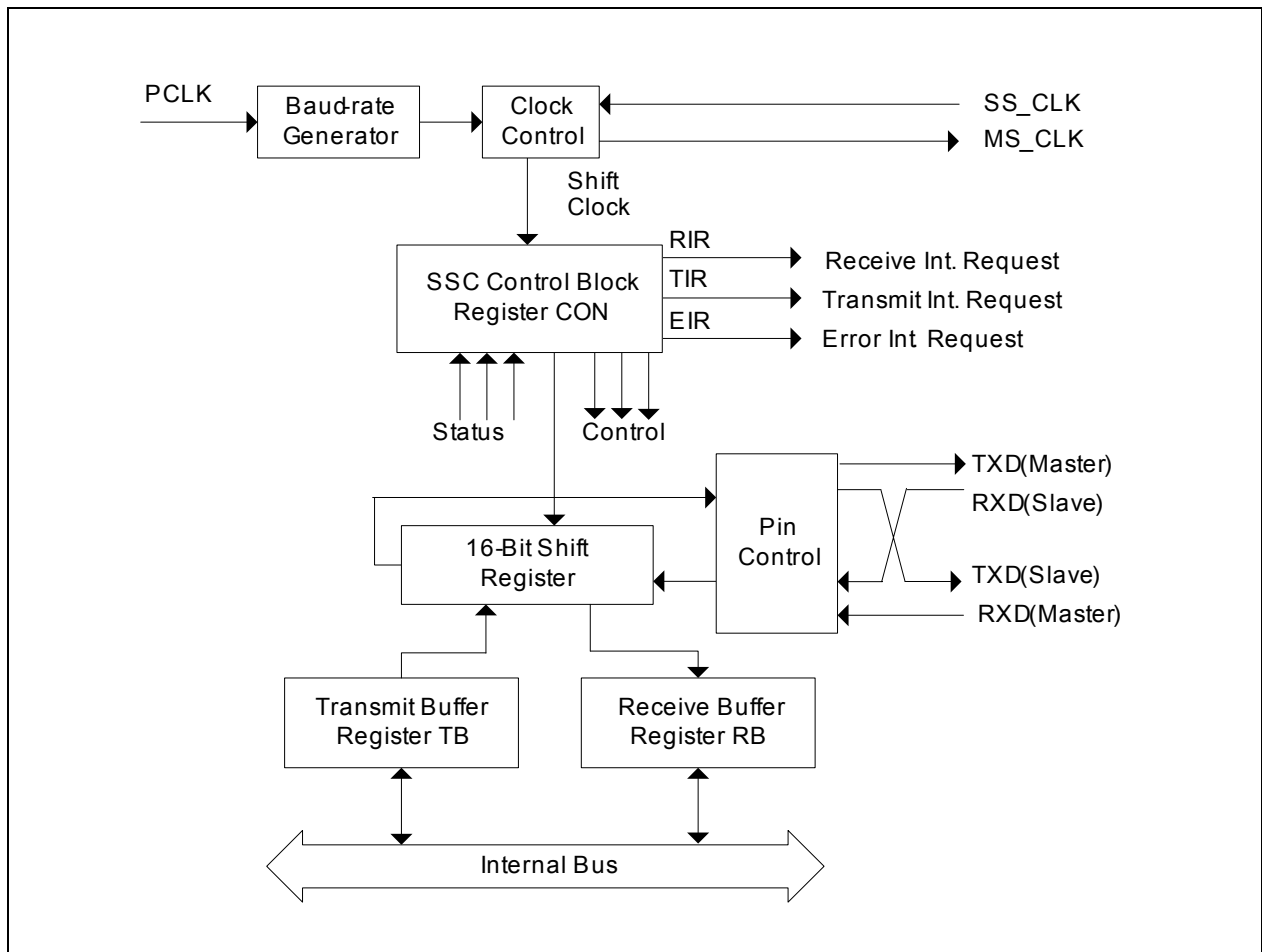 PCLK
Baud-rate
Generator
Clock
Control
SS_CLK
MS_CLK
Shift
Clock
SSC Control Block
Register CON
RIR
TIR
EIR
Receive Int. Request
Transmit Int. Request
Error Int. Request
Status
Control
16-Bit Shift
Register
Pin
Control
TXD(Master)
RXD(Slave)
TXD(Slave)
RXD(Master)
Transmit Buffer
Register TB
Receive Buffer
Register RB
Internal Bus